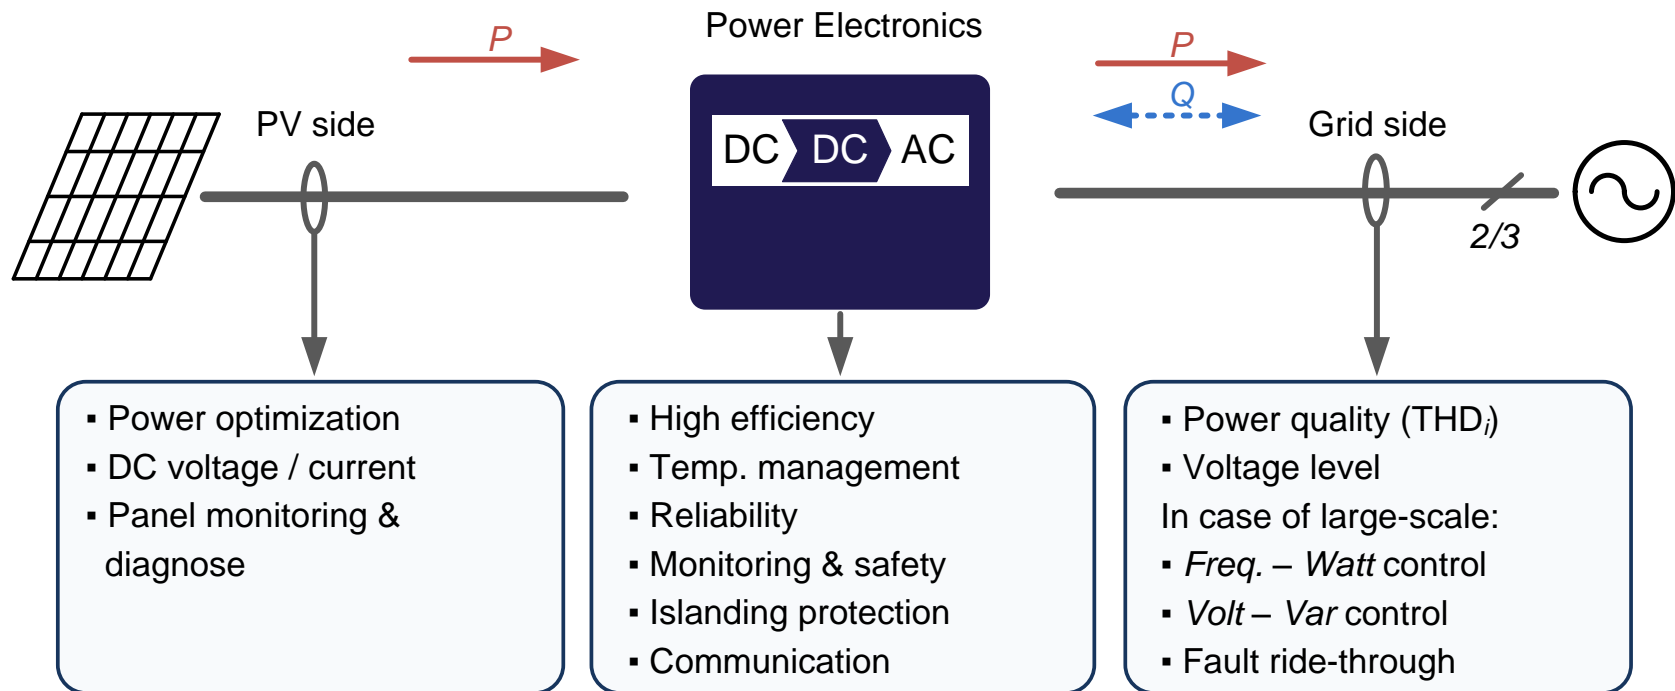 Power Electronics
P
P
Q
PV side
Grid side
DC DC AC
2/3
▪ Power optimization
▪ DC voltage / current
▪ Panel monitoring &
diagnose
▪ High efficiency
▪ Temp. management
▪ Reliability
▪ Monitoring & safety
▪ Islanding protection
▪ Communication
▪ Power quality (THDi)
▪ Voltage level
In case of large-scale:
▪ Freq. – Watt control
▪ Volt – Var control
▪ Fault ride-through